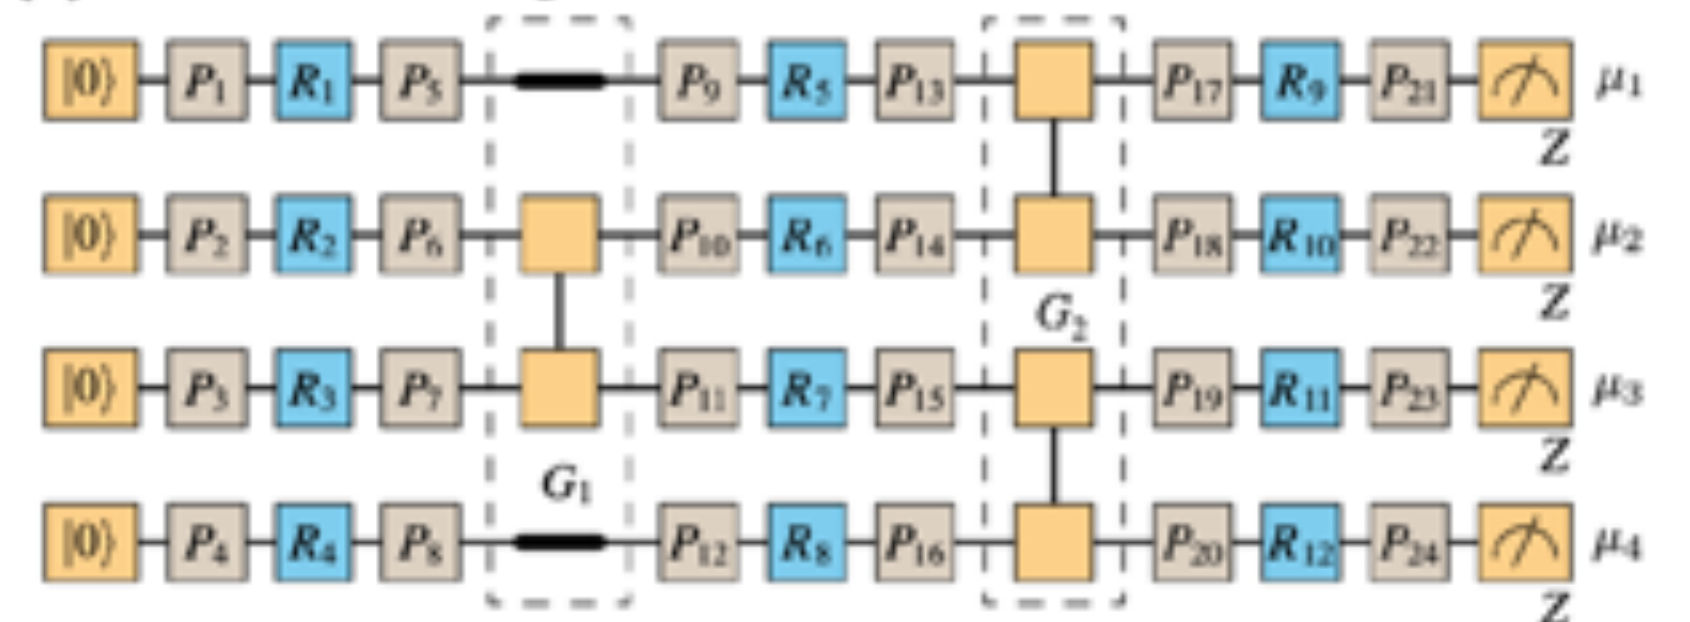 |0⟩ P₁ R₁ P₅ P₉ R₅ P₁₃ P₁₇ R₉ P₂₁ μ₁
Z
|0⟩ P₂ R₂ P₆ P₁₀ R₆ P₁₄ P₁₈ R₁₀ P₂₂ μ₂
G₂ Z
|0⟩ P₃ R₃ P₇ P₁₁ R₇ P₁₅ P₁₉ R₁₁ P₂₃ μ₃
G₁ Z
|0⟩ P₄ R₄ P₈ P₁₂ R₈ P₁₆ P₂₀ R₁₂ P₂₄ μ₄
Z